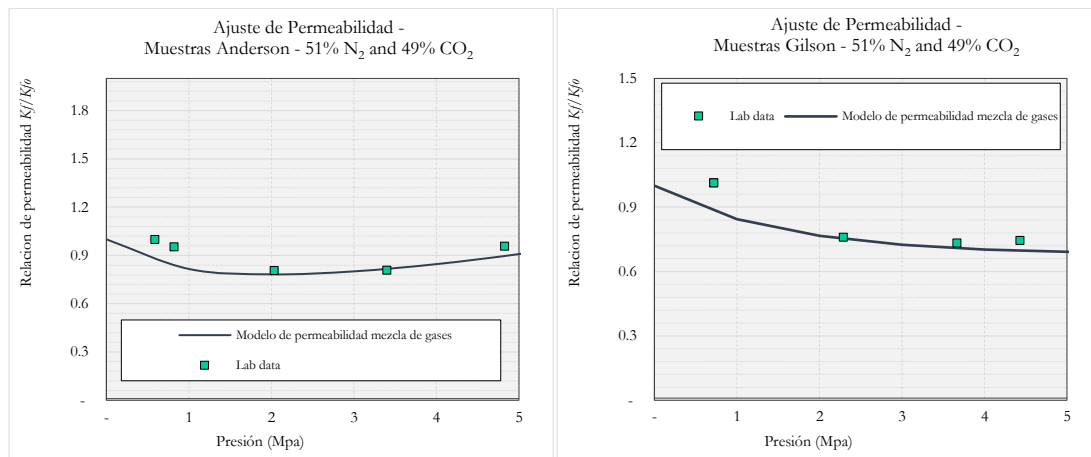 Ajuste de Permeabilidad -
Muestras Anderson - 51% N₂ and 49% CO₂
Relacion de permeabilidad Kf/Kfo
1.8
1.5
1.2
0.9
0.6
0.3
-
Modelo de permeabilidad mezcla de gases
Lab data
- 1 2 3 4 5
Presión (Mpa)
Ajuste de Permeabilidad -
Muestras Gilson - 51% N₂ and 49% CO₂
Relacion de permeabilidad Kf/Kfo
1.5
1.2
0.9
0.6
0.3
-
Lab data Modelo de permeabilidad mezcla de gases
- 1 2 3 4 5
Presión (Mpa)